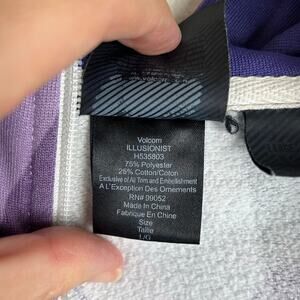 Volcom
ILLUSIONIST
H535803
75% Polyester
25% Cotton/Coton
Exclusive of All Trim and Embellishment
A L'Exception Des Ornements
RN# 99052
Made in China
Fabriqué En Chine
Size
Taille
L/G